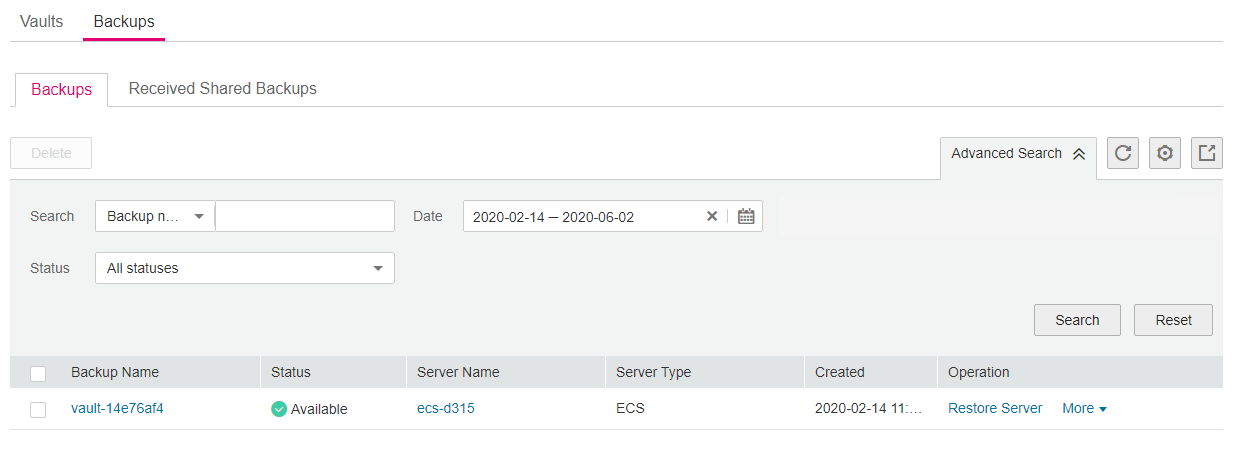 Vaults Backups
Backups Received Shared Backups
Delete Advanced Search
Search Backup n... Date 2020-02-14 – 2020-06-02
Status All statuses
Search Reset
Backup Name Status Server Name Server Type Created Operation
vault-14e76af4 Available ecs-d315 ECS 2020-02-14 11:... Restore Server More